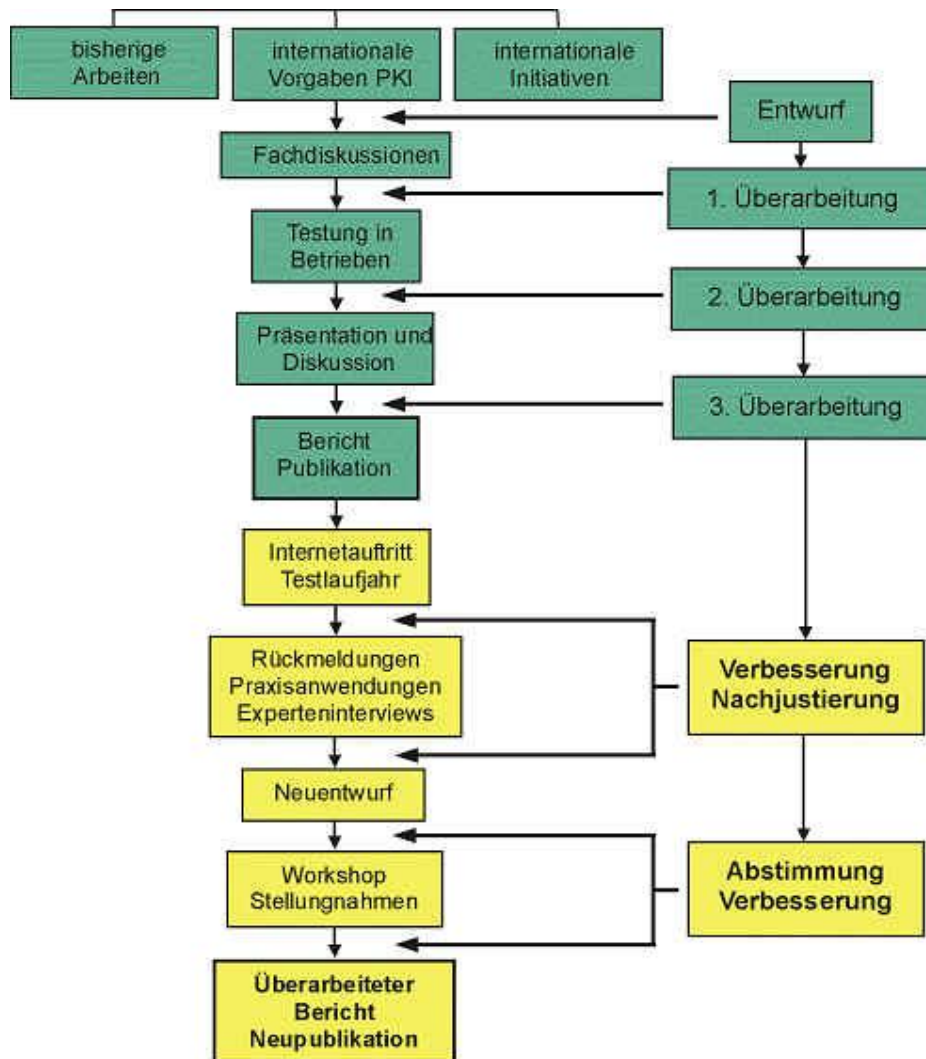 bisherige
Arbeiten
internationale
Vorgaben PKI
internationale
Initiativen
Entwurf
Fachdiskussionen
1. Überarbeitung
Testung in
Betrieben
2. Überarbeitung
Präsentation und
Diskussion
3. Überarbeitung
Bericht
Publikation
Internetauftritt
Testlaufjahr
Rückmeldungen
Praxisanwendungen
Experteninterviews
Verbesserung
Nachjustierung
Neuentwurf
Workshop
Stellungnahmen
Abstimmung
Verbesserung
Überarbeiteter
Bericht
Neupublikation